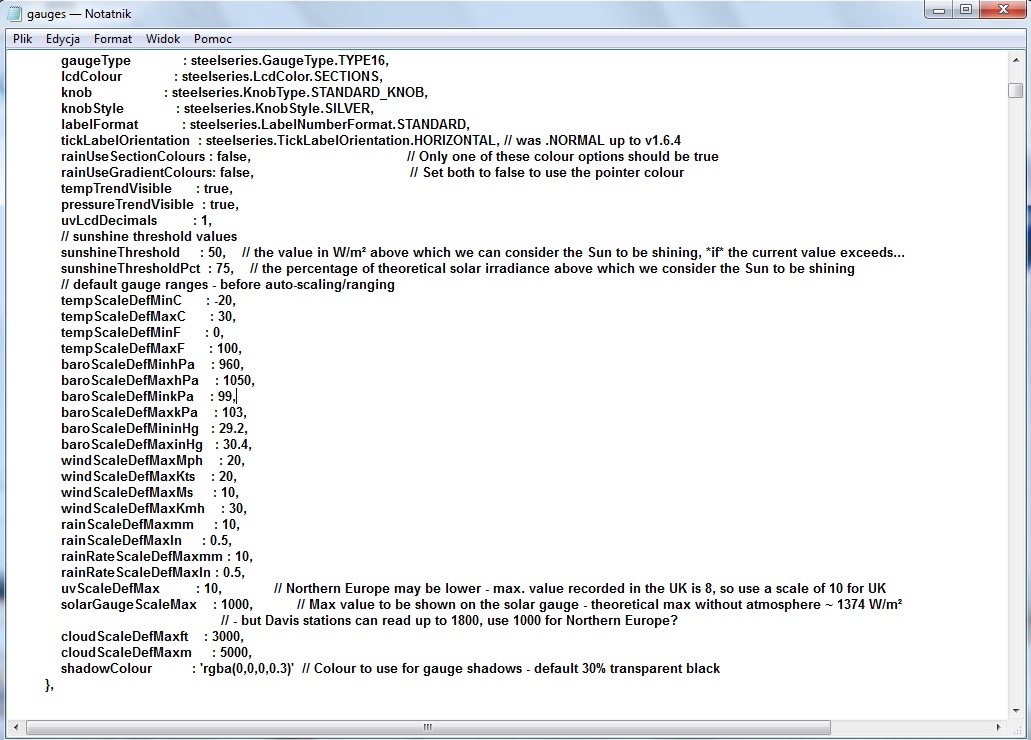 gauges — Notatnik
Plik Edycja Format Widok Pomoc
gaugeType : steelseries.GaugeType.TYPE16,
lcdColour : steelseries.LcdColor.SECTIONS,
knob : steelseries.KnobType.STANDARD_KNOB,
knobStyle : steelseries.KnobStyle.SILVER,
labelFormat : steelseries.LabelNumberFormat.STANDARD,
tickLabelOrientation : steelseries.TickLabelOrientation.HORIZONTAL, // was .NORMAL up to v1.6.4
rainUseSectionColours : false, // Only one of these colour options should be true
rainUseGradientColours: false, // Set both to false to use the pointer colour
tempTrendVisible : true,
pressureTrendVisible : true,
uvLcdDecimals : 1,
// sunshine threshold values
sunshineThreshold : 50, // the value in W/m² above which we can consider the Sun to be shining, *if* the current value exceeds...
sunshineThresholdPct : 75, // the percentage of theoretical solar irradiance above which we consider the Sun to be shining
// default gauge ranges - before auto-scaling/ranging
tempScaleDefMinC : -20,
tempScaleDefMaxC : 30,
tempScaleDefMinF : 0,
tempScaleDefMaxF : 100,
baroScaleDefMinhPa : 960,
baroScaleDefMaxhPa : 1050,
baroScaleDefMinkPa : 99,
baroScaleDefMaxkPa : 103,
baroScaleDefMininHg : 29.2,
baroScaleDefMaxinHg : 30.4,
windScaleDefMaxMph : 20,
windScaleDefMaxKts : 20,
windScaleDefMaxMs : 10,
windScaleDefMaxKmh : 30,
rainScaleDefMaxmm : 10,
rainScaleDefMaxIn : 0.5,
rainRateScaleDefMaxmm : 10,
rainRateScaleDefMaxIn : 0.5,
uvScaleDefMax : 10, // Northern Europe may be lower - max. value recorded in the UK is 8, so use a scale of 10 for UK
solarGaugeScaleMax : 1000, // Max value to be shown on the solar gauge - theoretical max without atmosphere ~ 1374 W/m²
// - but Davis stations can read up to 1800, use 1000 for Northern Europe?
cloudScaleDefMaxft : 3000,
cloudScaleDefMaxm : 5000,
shadowColour : 'rgba(0,0,0,0.3)' // Colour to use for gauge shadows - default 30% transparent black
},